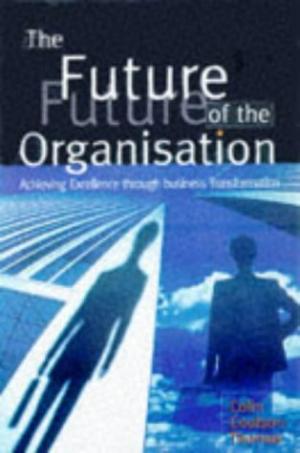 The
Future
Future
of the
Organisation
Achieving Excellence through Business Transformation
Colin
Coulson-
Thomas